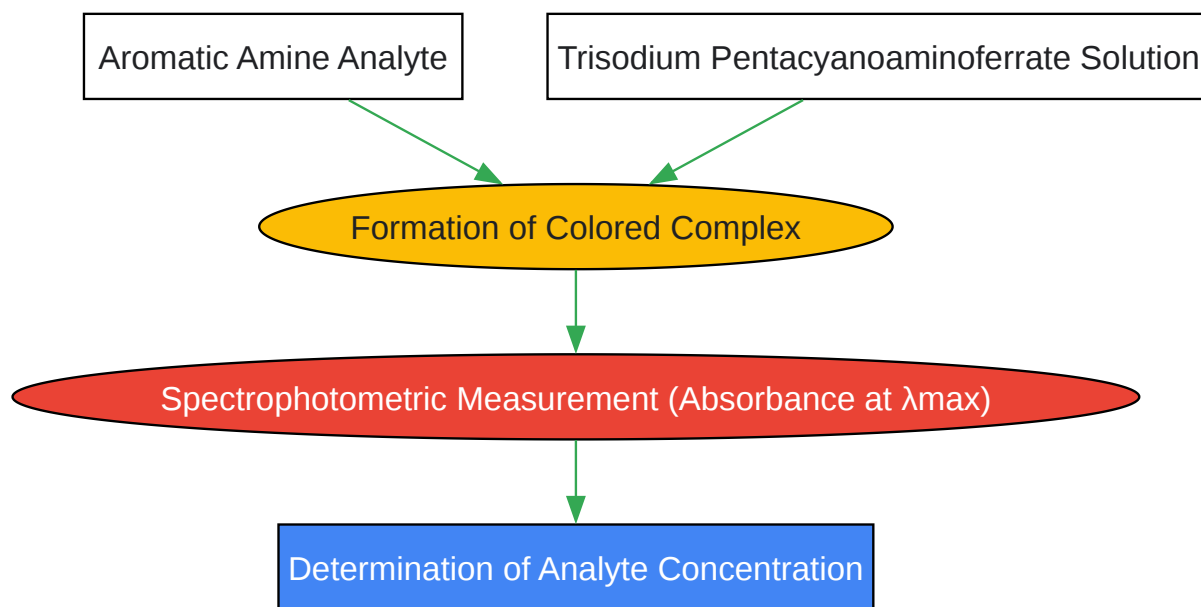 Aromatic Amine Analyte
Trisodium Pentacyanoaminoferrate Solution
Formation of Colored Complex
Spectrophotometric Measurement (Absorbance at λmax)
Determination of Analyte Concentration